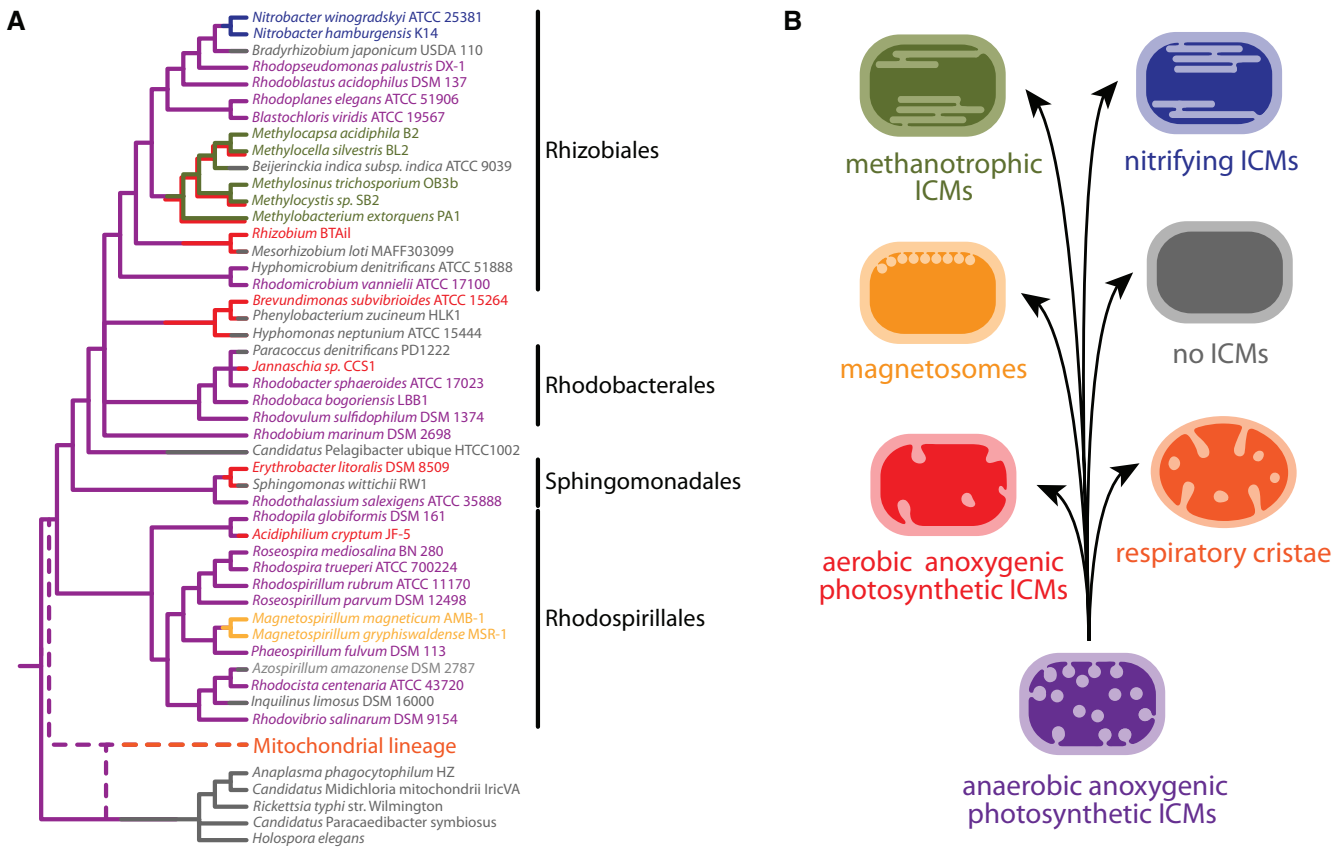 A
Nitrobacter winogradskyi ATCC 25381
Nitrobacter hamburgensis K14
Bradyrhizobium japonicum USDA 110
Rhodopseudomonas palustris DX-1
Rhodoblastus acidophilus DSM 137
Rhodoplanes elegans ATCC 51906
Blastochloris viridis ATCC 19567
Methylocapsa acidiphila B2
Methylocella silvestris BL2
Beijerinckia indica subsp. indica ATCC 9039
Methylosinus trichosporium OB3b
Methylocystis sp. SB2
Methylobacterium extorquens PA1
Rhizobium BTAil
Mesorhizobium loti MAFF303099
Hyphomicrobium denitrificans ATCC 51888
Rhodomicrobium vannielii ATCC 17100
Rhizobiales
Brevundimonas subvibrioides ATCC 15264
Phenylobacterium zucineum HLK1
Hyphomonas neptunium ATCC 15444
Paracoccus denitrificans PD1222
Jannaschia sp. CCS1
Rhodobacter sphaeroides ATCC 17023
Rhodobaca bogoriensis LBB1
Rhodovulum sulfidophilum DSM 1374
Rhodobacterales
Rhodobium marinum DSM 2698
Candidatus Pelagibacter ubique HTCC1002
Erythrobacter litoralis DSM 8509
Sphingomonas wittichii RW1
Rhodothalassium salexigens ATCC 35888
Sphingomonadales
Rhodopila globiformis DSM 161
Acidiphilium cryptum JF-5
Roseospira mediosalina BN 280
Rhodospira trueperi ATCC 700224
Rhodospirillum rubrum ATCC 11170
Roseospirillum parvum DSM 12498
Magnetospirillum magneticum AMB-1
Magnetospirillum gryphiswaldense MSR-1
Phaeospirillum fulvum DSM 113
Azospirillum amazonense DSM 2787
Rhodocista centenaria ATCC 43720
Inquilinus limosus DSM 16000
Rhodovibrio salinarum DSM 9154
Rhodospirillales
Mitochondrial lineage
Anaplasma phagocytophilum HZ
Candidatus Midichloria mitochondrii IricVA
Rickettsia typhi str. Wilmington
Candidatus Paracaedibacter symbiosus
Holospora elegans
B
methanotrophic
ICMs
nitrifying ICMs
magnetosomes
no ICMs
aerobic anoxygenic
photosynthetic ICMs
respiratory cristae
anaerobic anoxygenic
photosynthetic ICMs